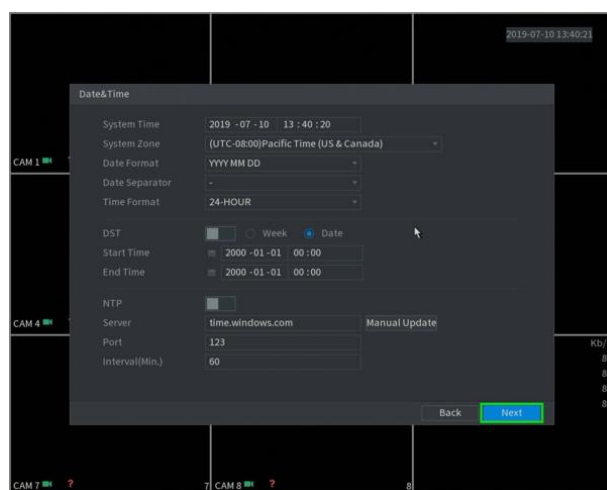 2019-07-10 13:40:21
Date&Time
System Time 2019 -07 -10 13 : 40 : 20
System Zone (UTC-08:00)Pacific Time (US & Canada)
CAM 1 Date Format YYYY MM DD
Date Separator -
Time Format 24-HOUR
DST Week Date
Start Time 2000 -01 -01 00 : 00
End Time 2000 -01 -01 00 : 00
NTP
CAM 4 Server time.windows.com Manual Update
Port 123 Kb/
Interval(Min.) 60 8
8
8
8
Back Next
CAM 7 ? 7 CAM 8 ? 8